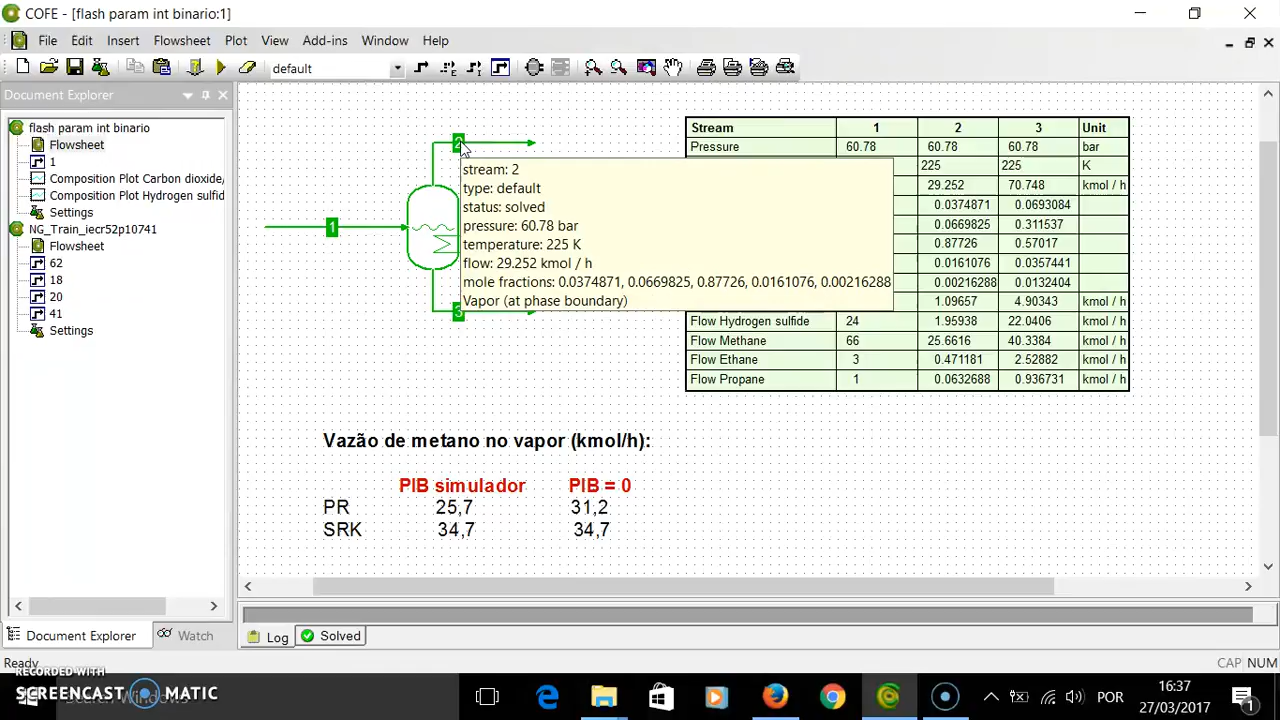 COFE - [flash param int binario:1]
File Edit Insert Flowsheet Plot View Add-ins Window Help
default
Document Explorer
flash param int binario
Flowsheet
1
Composition Plot Carbon dioxide,
Composition Plot Hydrogen sulfid
Settings
NG_Train_iecr52p10741
Flowsheet
62
18
20
41
Settings
Document Explorer Watch
2
1
3
stream: 2
type: default
status: solved
pressure: 60.78 bar
temperature: 225 K
flow: 29.252 kmol / h
mole fractions: 0.0374871, 0.0669825, 0.87726, 0.0161076, 0.00216288
Vapor (at phase boundary)
Stream 1 2 3 Unit
Pressure 60.78 60.78 60.78 bar
225 225 K
29.252 70.748 kmol / h
0.0374871 0.0693084
0.0669825 0.311537
0.87726 0.57017
0.0161076 0.0357441
0.00216288 0.0132404
1.09657 4.90343 kmol / h
Flow Hydrogen sulfide 24 1.95938 22.0406 kmol / h
Flow Methane 66 25.6616 40.3384 kmol / h
Flow Ethane 3 0.471181 2.52882 kmol / h
Flow Propane 1 0.0632688 0.936731 kmol / h
Vazão de metano no vapor (kmol/h):
PIB simulador PIB = 0
PR 25,7 31,2
SRK 34,7 34,7
Log Solved
Ready CAP NUM
RECORDED WITH
SCREENCAST MATIC
Search Windows
POR
16:37
27/03/2017
1